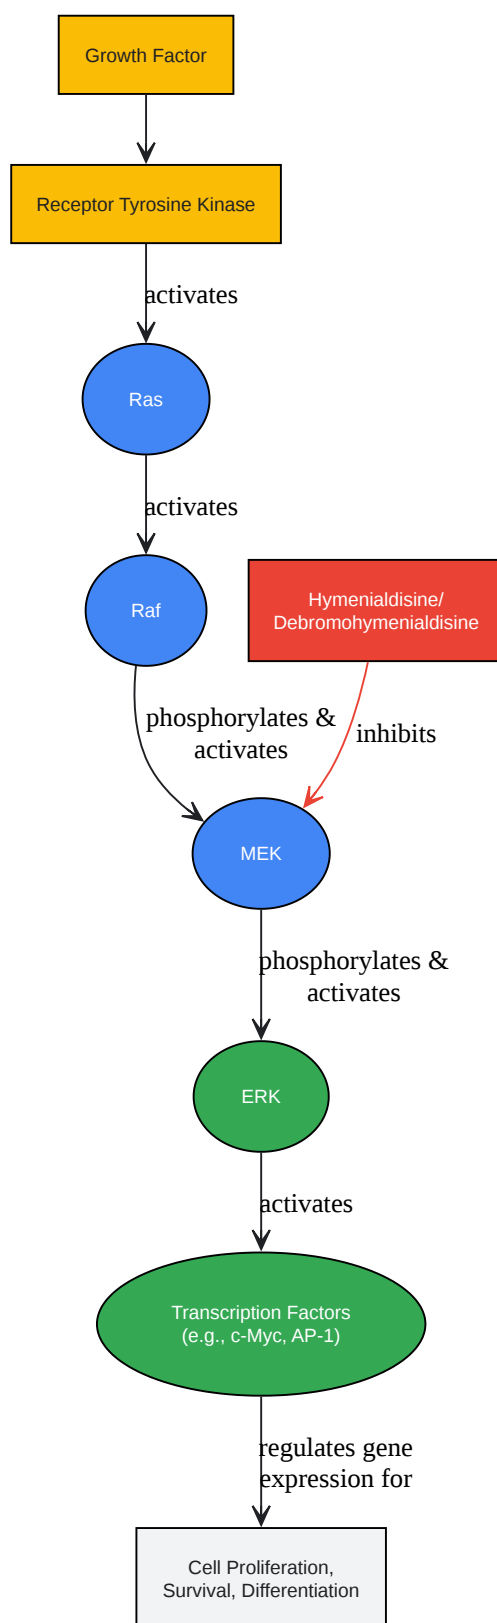 Growth Factor
Receptor Tyrosine Kinase
activates
Ras
activates
Raf
Hymenialdisine/
Debromohymenialdisine
phosphorylates &
activates
inhibits
MEK
phosphorylates &
activates
ERK
activates
Transcription Factors
(e.g., c-Myc, AP-1)
regulates gene
expression for
Cell Proliferation,
Survival, Differentiation